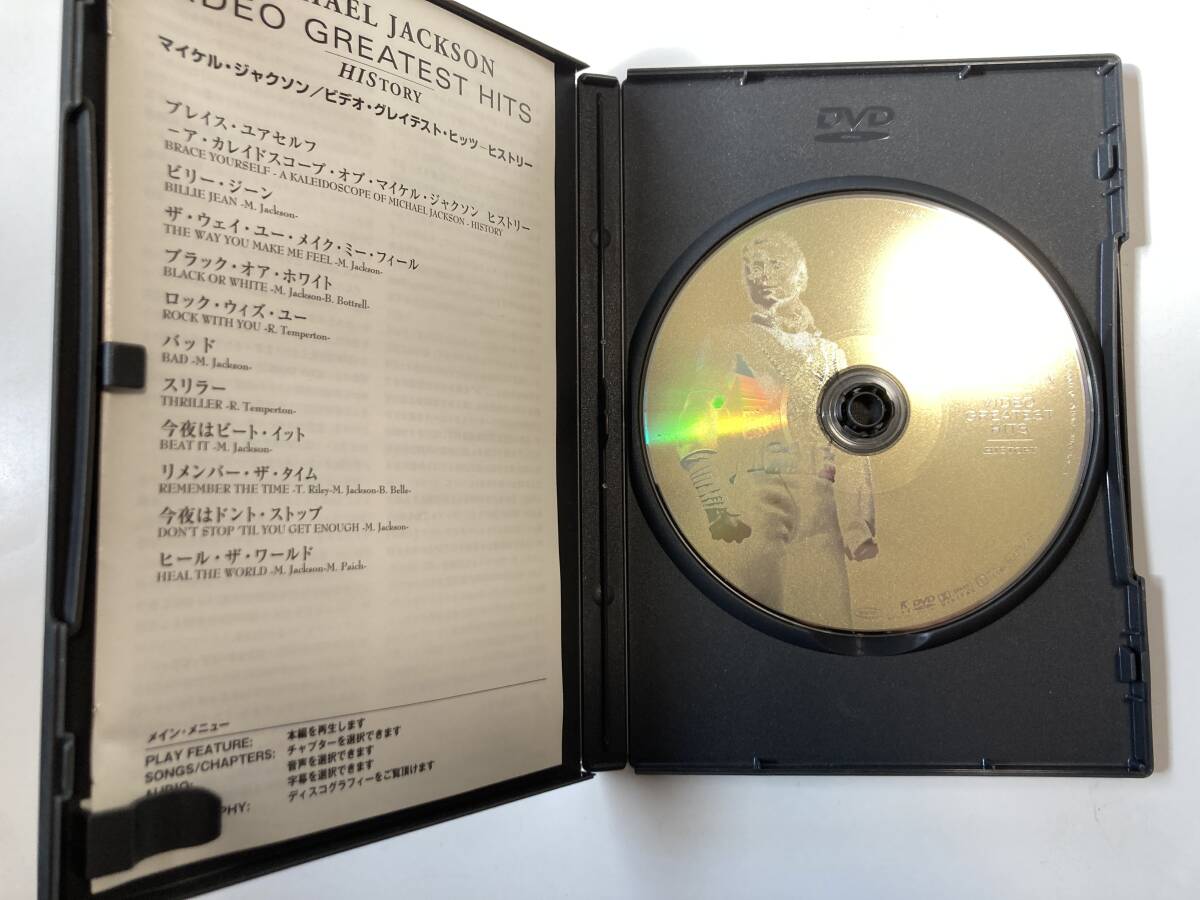 JACKSON
GREATEST HITS
HISTORY
マイケル・ジャクソン／ビデオ・グレイテスト・ヒッツ－ヒストリー
ブレイス・ユアセルフ
－ア・カレイドスコープ・オブ・マイケル・ジャクソン ヒストリー
BRACE YOURSELF - A KALEIDOSCOPE OF MICHAEL JACKSON - HISTORY
ビリー・ジーン
BILLIE JEAN -M. Jackson-
ザ・ウェイ・ユー・メイク・ミー・フィール
THE WAY YOU MAKE ME FEEL -M. Jackson-
ブラック・オア・ホワイト
BLACK OR WHITE -M. Jackson-B. Bottrell-
ロック・ウィズ・ユー
ROCK WITH YOU -R. Temperton-
バッド
BAD -M. Jackson-
スリラー
THRILLER -R. Temperton-
今夜はビート・イット
BEAT IT -M. Jackson-
リメンバー・ザ・タイム
REMEMBER THE TIME -T. Riley-M. Jackson-B. Belle-
今夜はドント・ストップ
DON'T STOP 'TIL YOU GET ENOUGH -M. Jackson-
ヒール・ザ・ワールド
HEAL THE WORLD -M. Jackson-M. Paich-
メイン・メニュー
PLAY FEATURE: 本編を再生します
SONGS/CHAPTERS: チャプターを選択できます
AUDIO: 音声を選択できます
字幕を選択できます
ディスコグラフィーをご覧頂けます
DVD
VIDEO
GREATEST
HITS
HISTORY
DVD